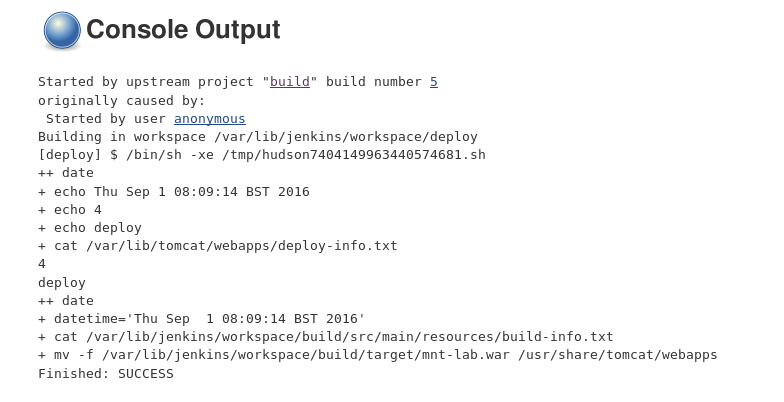 Console Output
Started by upstream project "build" build number 5
originally caused by:
Started by user anonymous
Building in workspace /var/lib/jenkins/workspace/deploy
[deploy] $ /bin/sh -xe /tmp/hudson7404149963440574681.sh
++ date
+ echo Thu Sep 1 08:09:14 BST 2016
+ echo 4
+ echo deploy
+ cat /var/lib/tomcat/webapps/deploy-info.txt
4
deploy
++ date
+ datetime='Thu Sep  1 08:09:14 BST 2016'
+ cat /var/lib/jenkins/workspace/build/src/main/resources/build-info.txt
+ mv -f /var/lib/jenkins/workspace/build/target/mnt-lab.war /usr/share/tomcat/webapps
Finished: SUCCESS